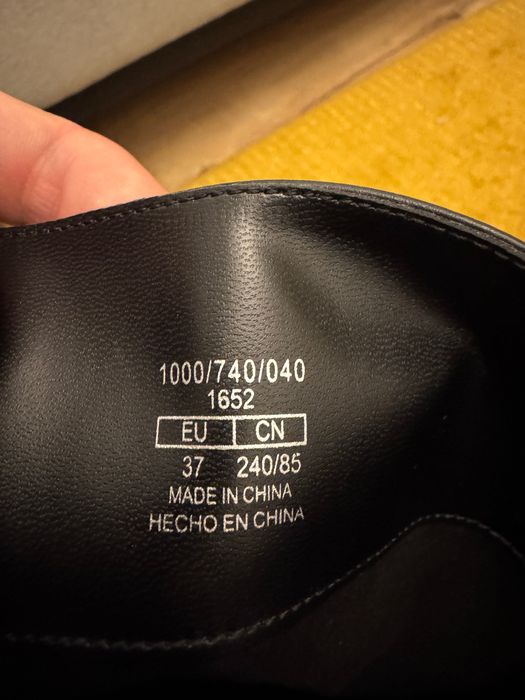 1000/740/040
1652
EU CN
37 240/85
MADE IN CHINA
HECHO EN CHINA